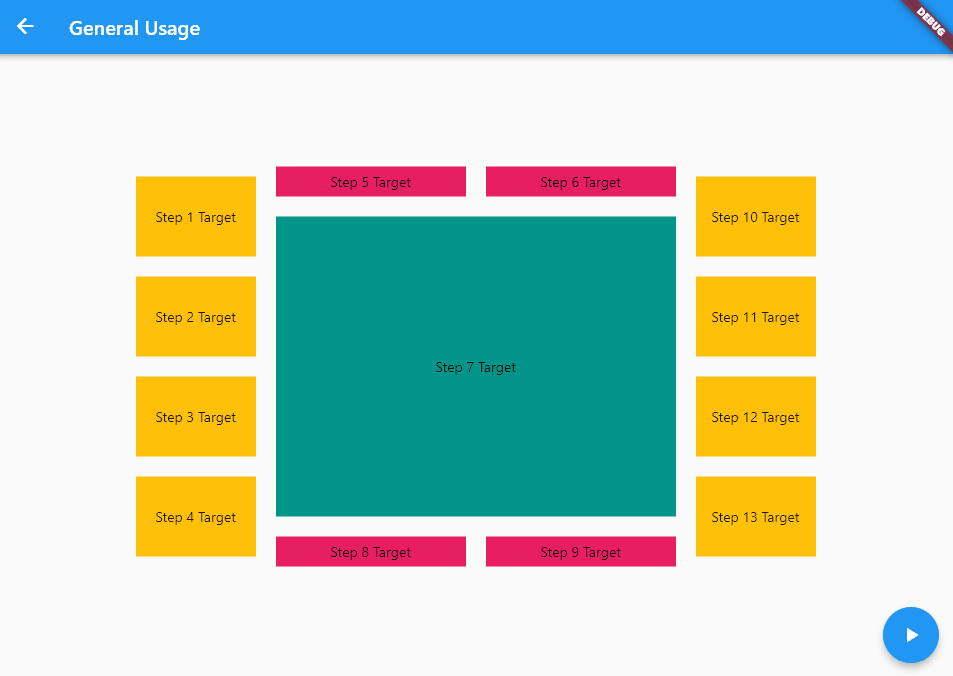 General Usage
DEBUG
Step 1 Target
Step 2 Target
Step 3 Target
Step 4 Target
Step 5 Target
Step 6 Target
Step 7 Target
Step 8 Target
Step 9 Target
Step 10 Target
Step 11 Target
Step 12 Target
Step 13 Target